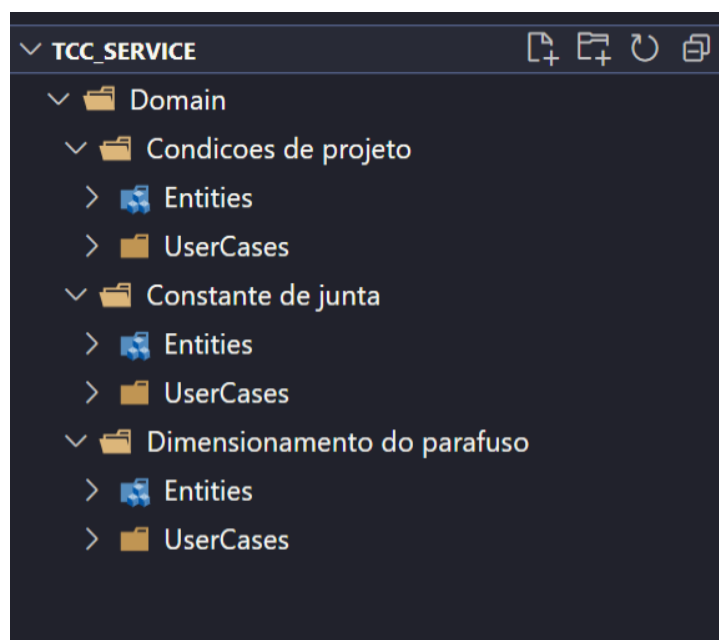 TCC_SERVICE
Domain
Condicoes de projeto
Entities
UserCases
Constante de junta
Entities
UserCases
Dimensionamento do parafuso
Entities
UserCases